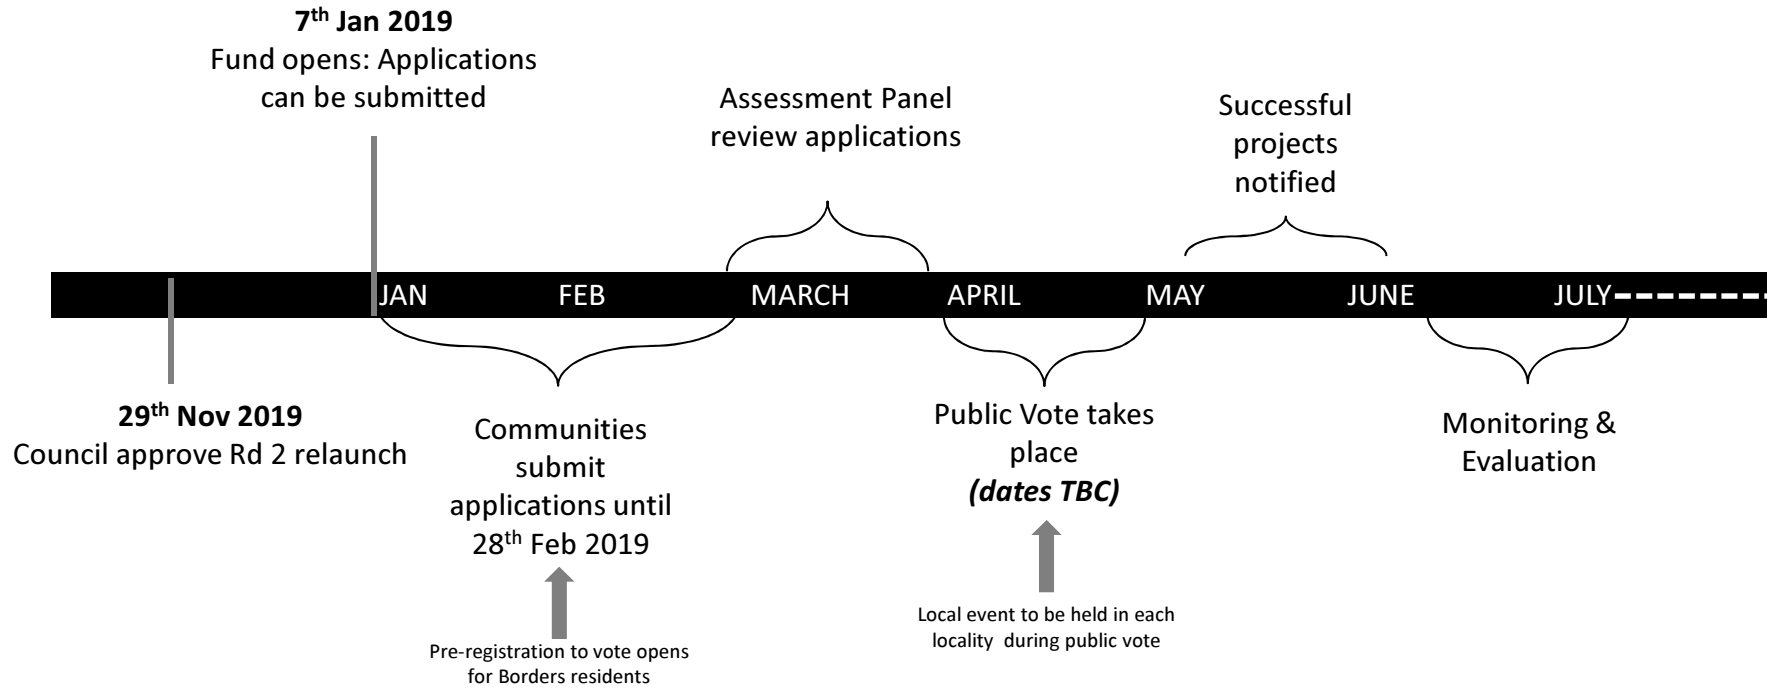 7th Jan 2019
Fund opens: Applications
can be submitted
Assessment Panel
review applications
Successful
projects
notified
JAN FEB MARCH APRIL MAY JUNE JULY
29th Nov 2019
Council approve Rd 2 relaunch
Communities
submit
applications until
28th Feb 2019
Pre-registration to vote opens
for Borders residents
Public Vote takes
place
(dates TBC)
Local event to be held in each
locality during public vote
Monitoring &
Evaluation